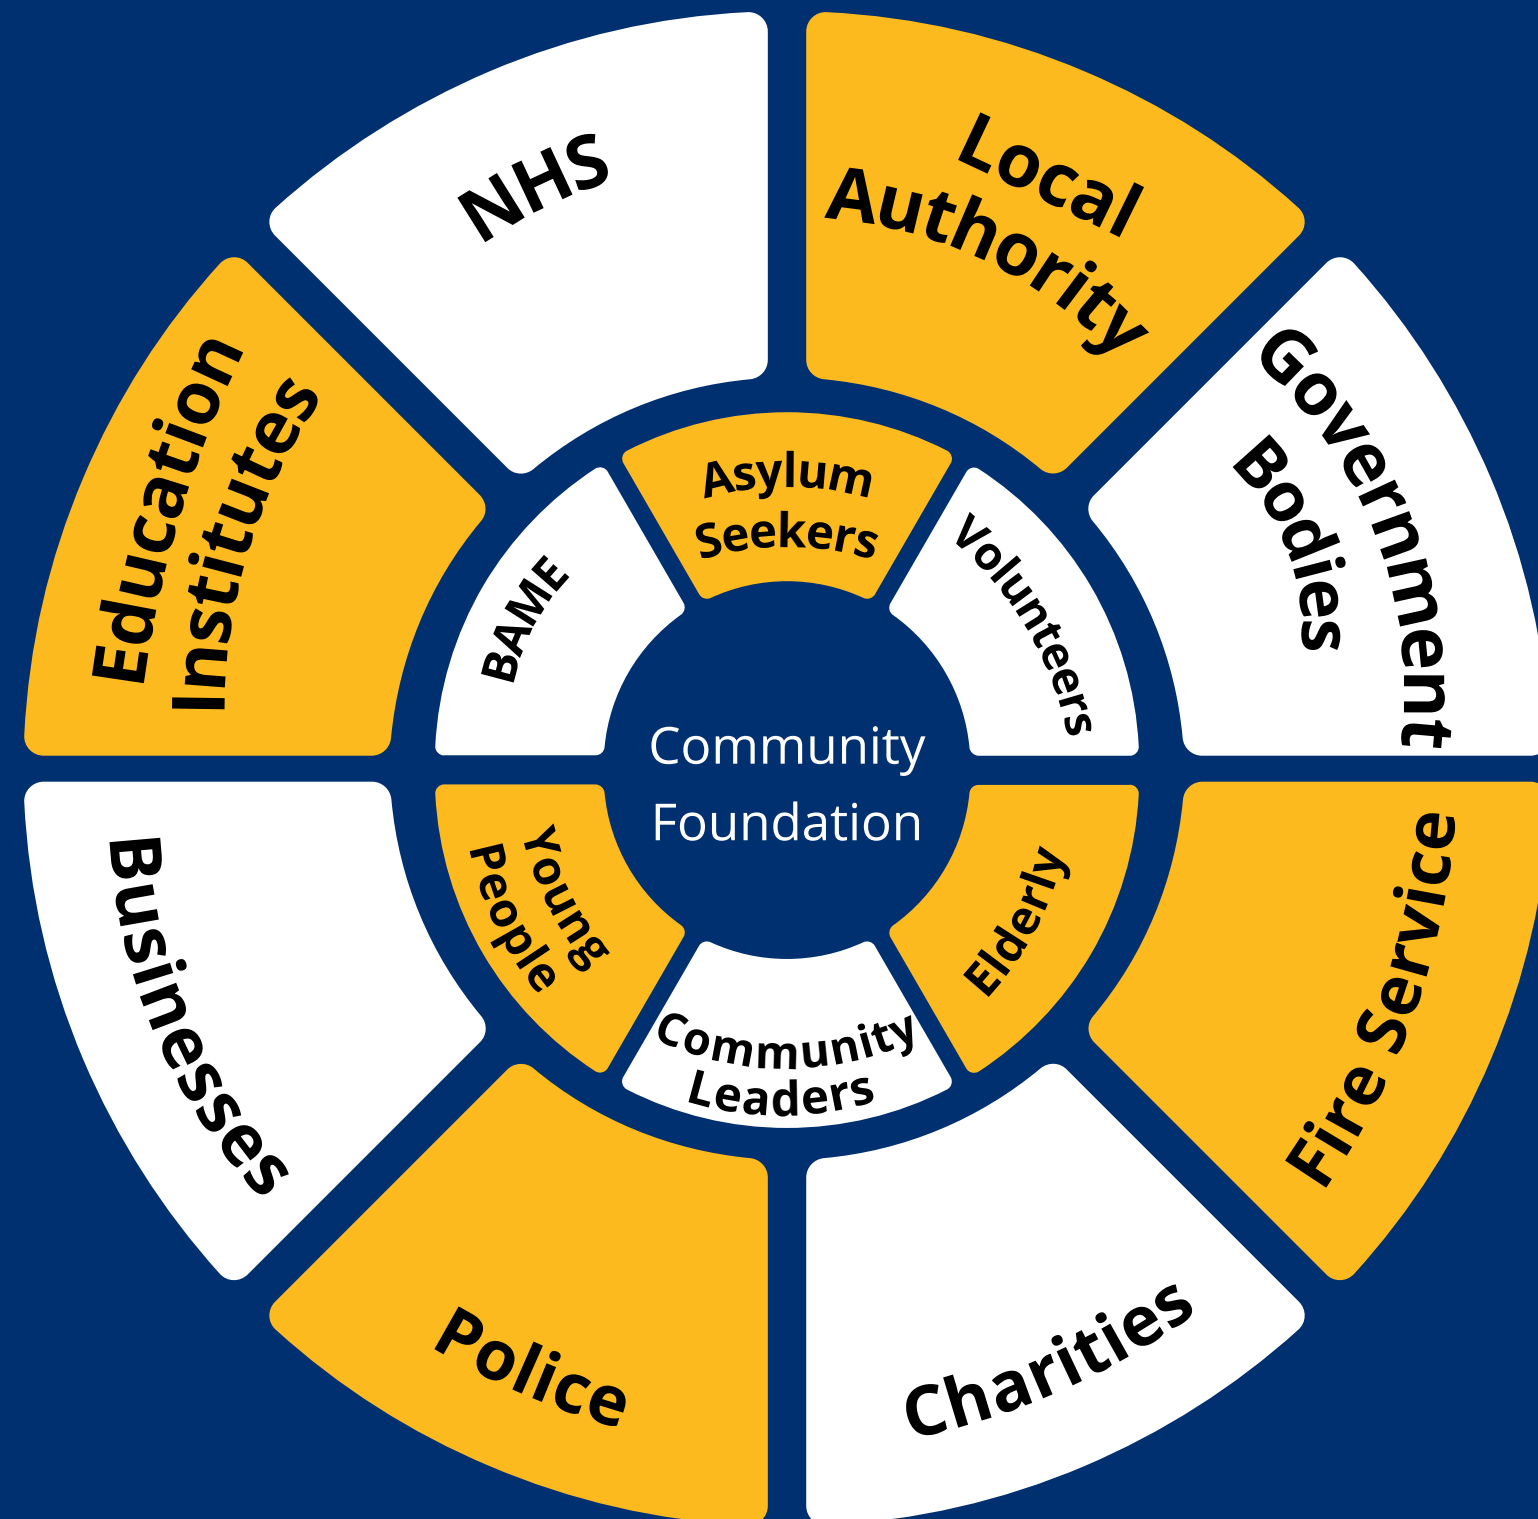 NHS
Local
Authority
Government
Bodies
Fire Service
Charities
Police
Businesses
Education
Institutes
Asylum
Seekers
Volunteers
Elderly
Community
Leaders
Young
People
BAME
Community
Foundation